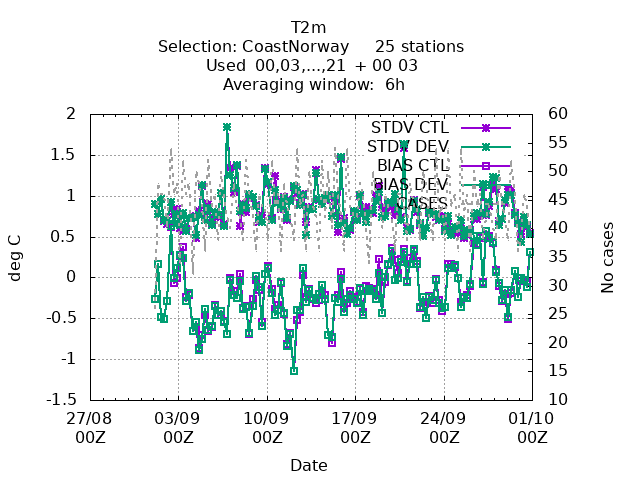 T2m
Selection: CoastNorway     25 stations
Used 00,03,...,21 + 00 03
Averaging window: 6h
STDV CTL
STDV DEV
BIAS CTL
BIAS DEV
CASES
2
1.5
1
0.5
0
-0.5
-1
-1.5
deg C
60
55
50
45
40
35
30
25
20
15
10
No cases
27/08 03/09 10/09 17/09 24/09 01/10
00Z 00Z 00Z 00Z 00Z 00Z
Date